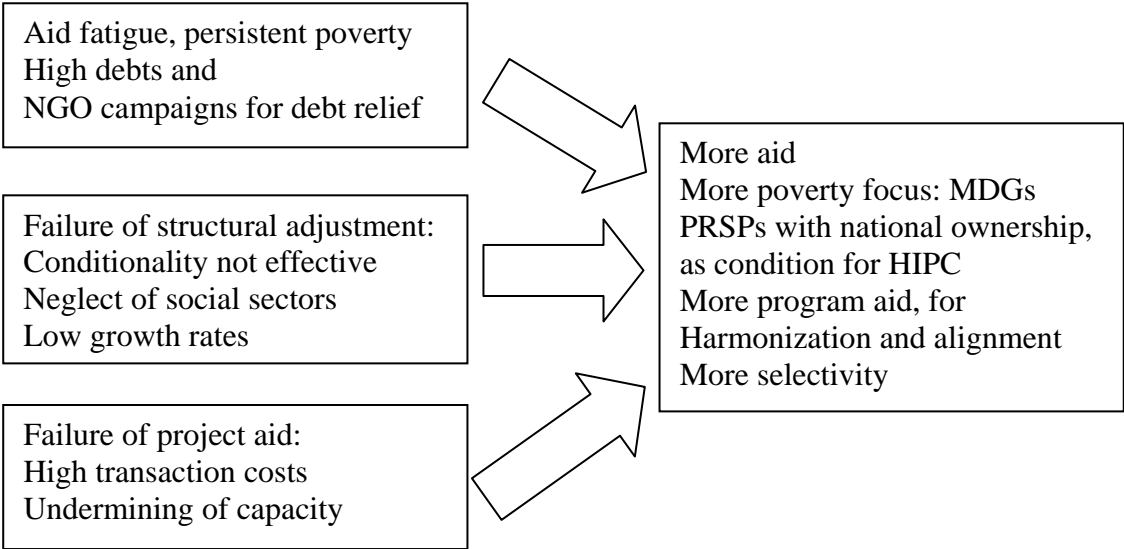 Aid fatigue, persistent poverty
High debts and
NGO campaigns for debt relief
Failure of structural adjustment:
Conditionality not effective
Neglect of social sectors
Low growth rates
Failure of project aid:
High transaction costs
Undermining of capacity
More aid
More poverty focus: MDGs
PRSPs with national ownership,
as condition for HIPC
More program aid, for
Harmonization and alignment
More selectivity